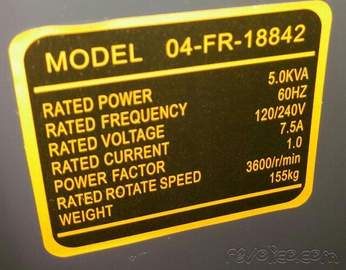 MODEL 04-FR-18842
RATED POWER 5.0KVA
RATED FREQUENCY 60HZ
RATED VOLTAGE 120/240V
RATED CURRENT 7.5A
POWER FACTOR 1.0
RATED ROTATE SPEED 3600/r/min
WEIGHT 155kg